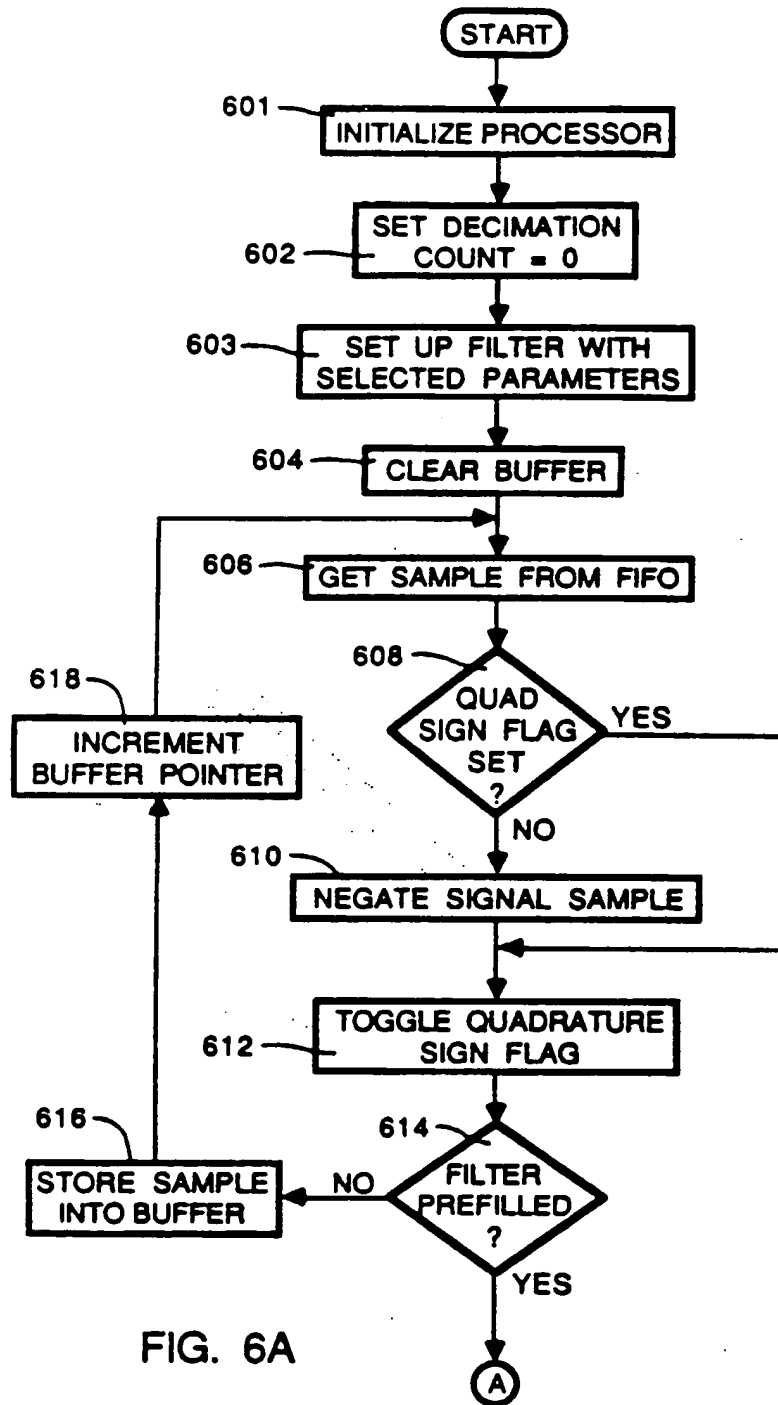 START
601
INITIALIZE PROCESSOR
SET DECIMATION
602
COUNT = 0
603
SET UP FILTER WITH
SELECTED PARAMETERS
604
CLEAR BUFFER
606
GET SAMPLE FROM FIFO
608
QUAD
SIGN FLAG
SET
?
YES
NO
618
INCREMENT
BUFFER POINTER
610
NEGATE SIGNAL SAMPLE
TOGGLE QUADRATURE
612
SIGN FLAG
614
FILTER
PREFILLED
?
NO
YES
616
STORE SAMPLE
INTO BUFFER
FIG. 6A
A